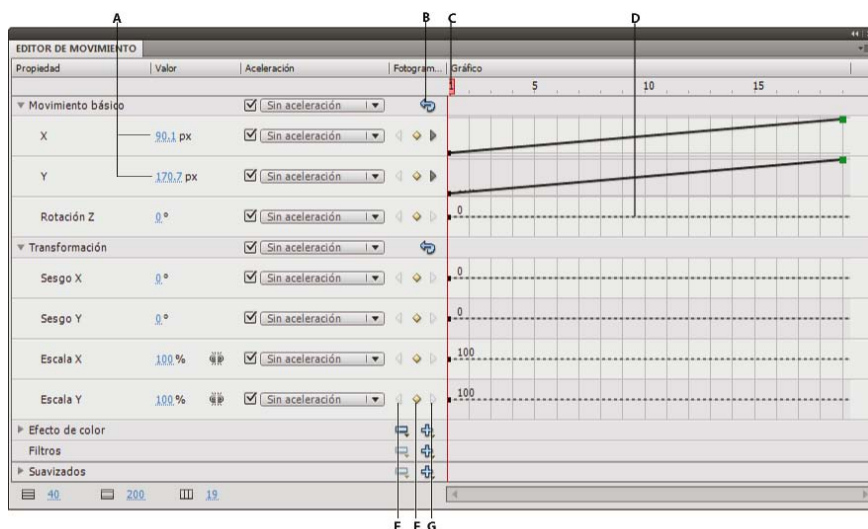 A B C D
EDITOR DE MOVIMIENTO
Propiedad Valor Aceleración Fotogram... Gráfico
1 5 10 15
Movimiento básico Sin aceleración
X 90.1 px Sin aceleración
Y 170.7 px Sin aceleración
Rotación Z 0° Sin aceleración 0
Transformación Sin aceleración
Sesgo X 0° Sin aceleración 0
Sesgo Y 0° Sin aceleración 0
Escala X 100 % Sin aceleración 100
Escala Y 100 % Sin aceleración 100
Efecto de color
Filtros
Suavizados
40 200 19
E F G